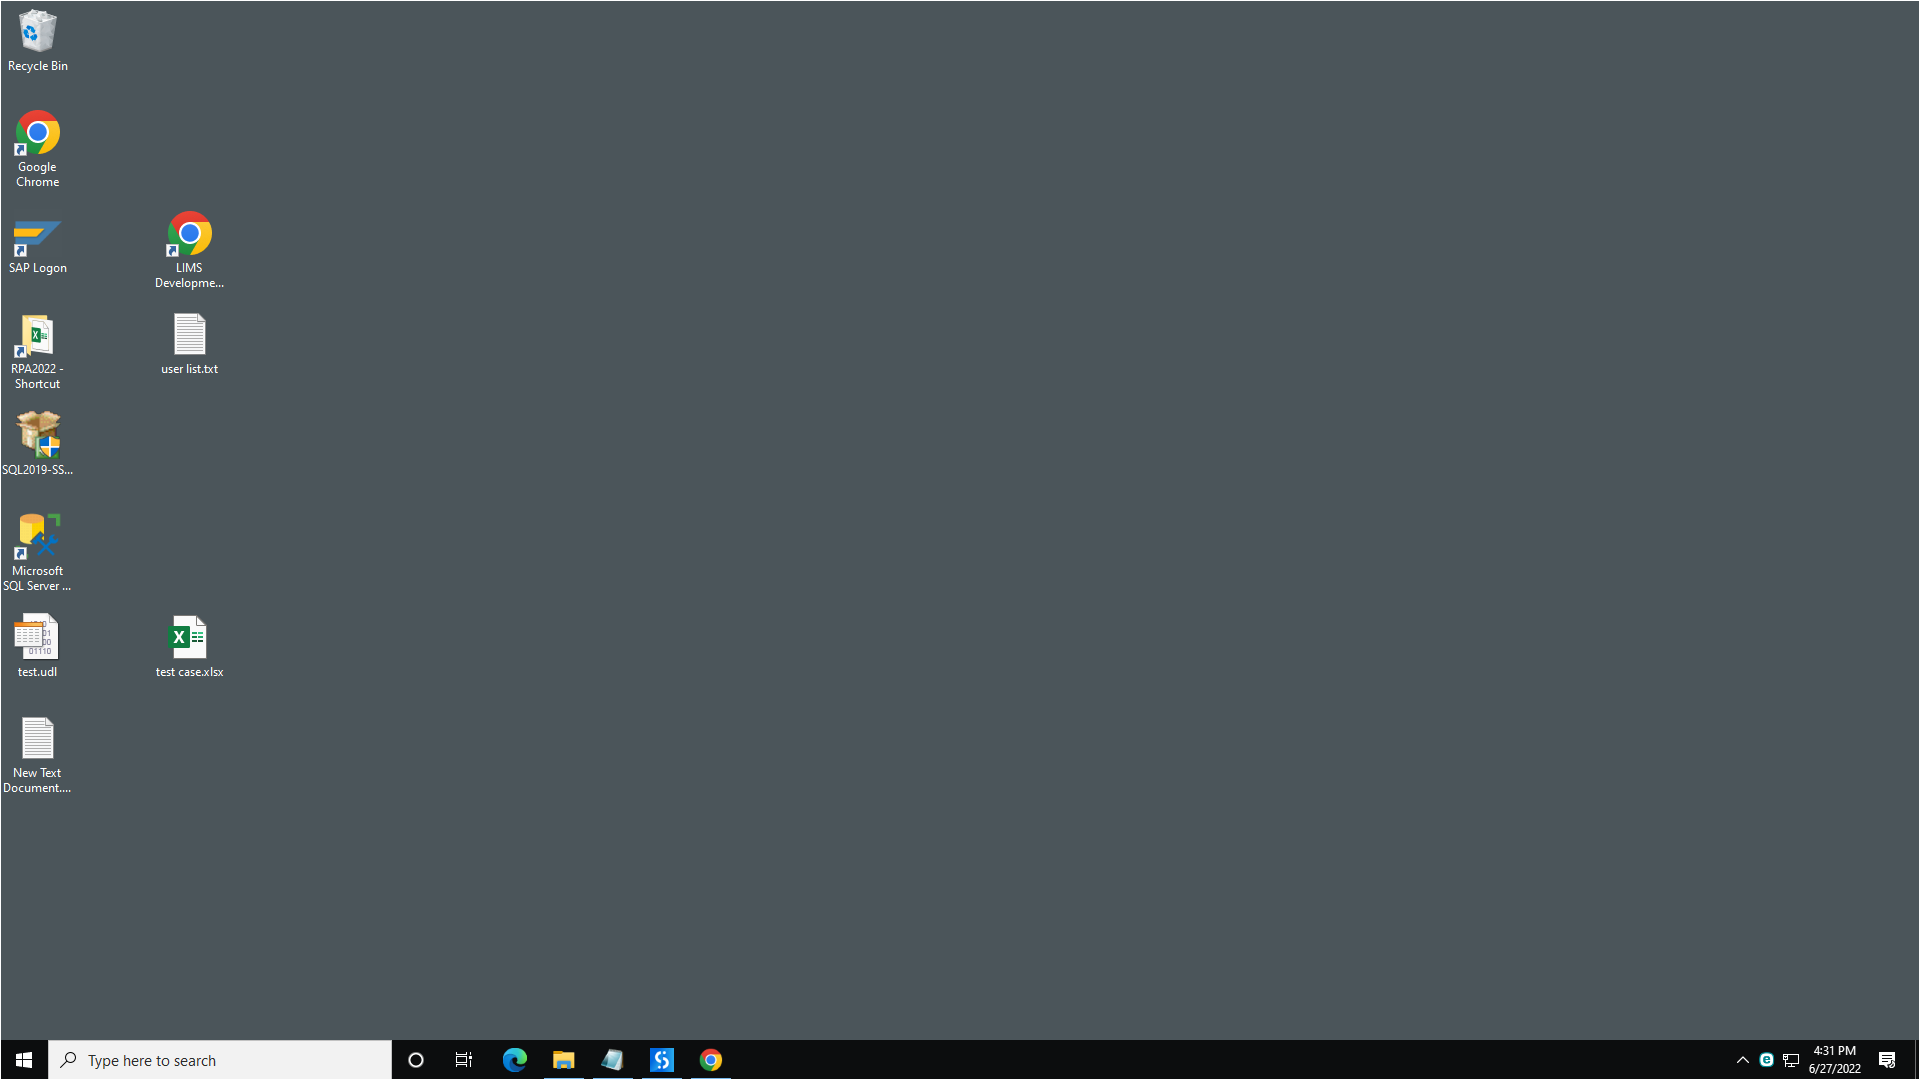 Recycle Bin
Google
Chrome
SAP Logon
LIMS
Developme...
RPA2022 -
Shortcut
user list.txt
SQL2019-SS...
Microsoft
SQL Server ...
test.udl
test case.xlsx
New Text
Document....
Type here to search
4:31 PM
6/27/2022